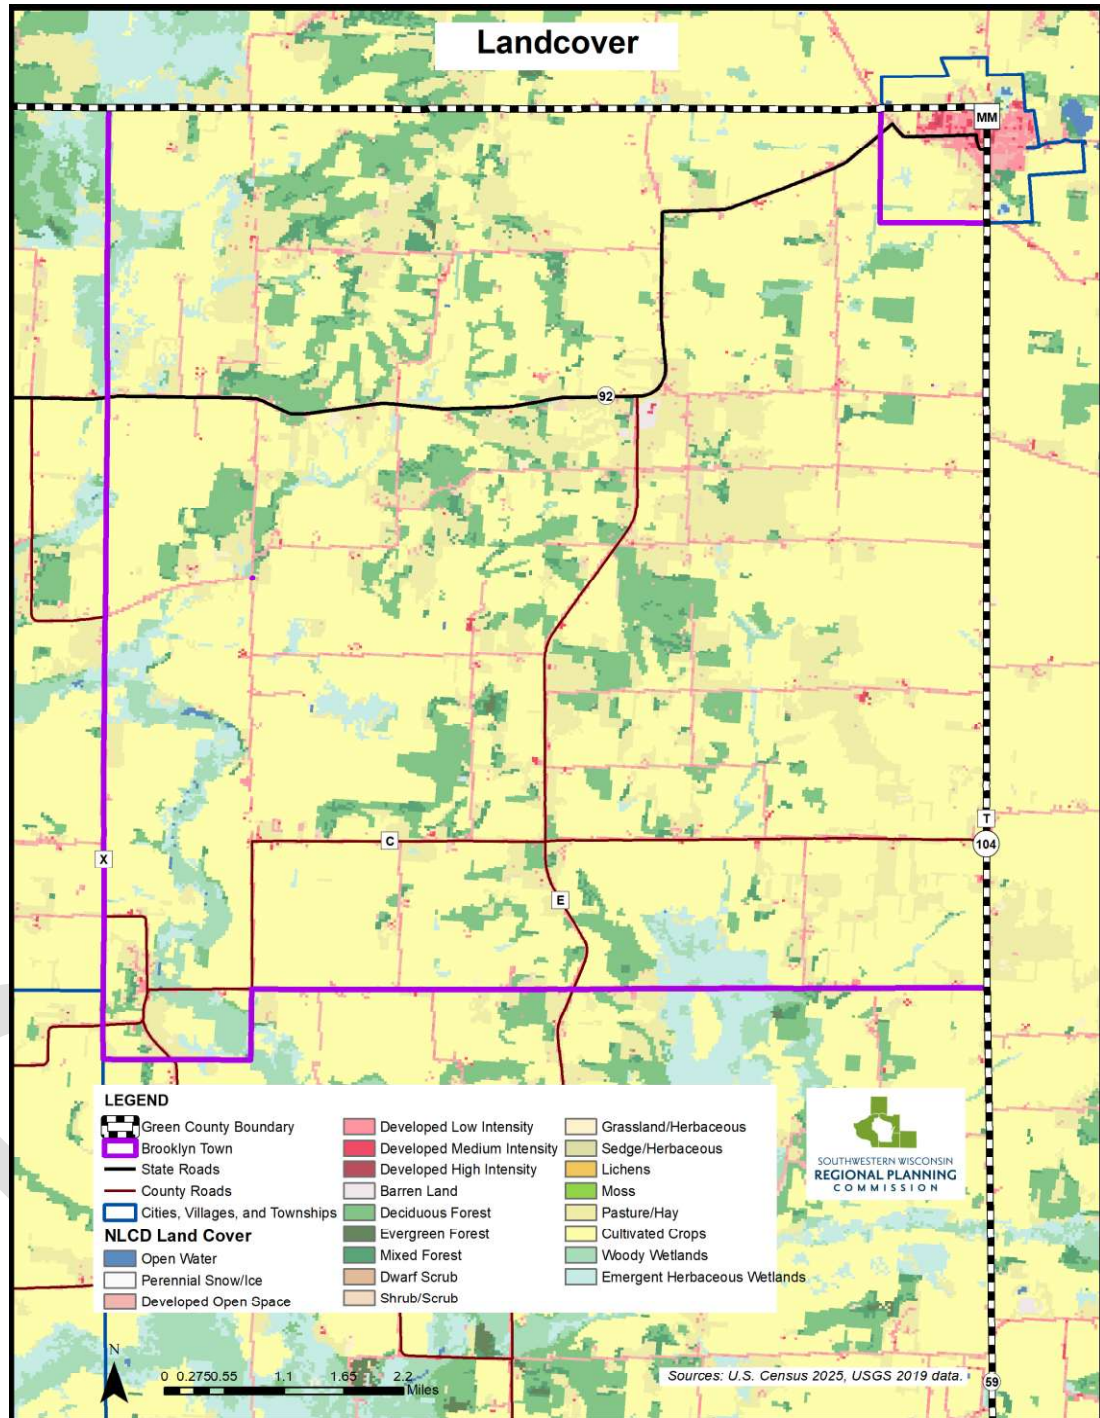 Landcover
MM
92
X
C
T
104
E
LEGEND
Green County Boundary
Brooklyn Town
State Roads
County Roads
Cities, Villages, and Townships
NLCD Land Cover
Open Water
Perennial Snow/Ice
Developed Open Space
Developed Low Intensity
Developed Medium Intensity
Developed High Intensity
Barren Land
Deciduous Forest
Evergreen Forest
Mixed Forest
Dwarf Scrub
Shrub/Scrub
Grassland/Herbaceous
Sedge/Herbaceous
Lichens
Moss
Pasture/Hay
Cultivated Crops
Woody Wetlands
Emergent Herbaceous Wetlands
SOUTHWESTERN WISCONSIN
REGIONAL PLANNING
COMMISSION
N
0 0.275 0.55 1.1 1.65 2.2
Miles
Sources: U.S. Census 2025, USGS 2019 data.
59